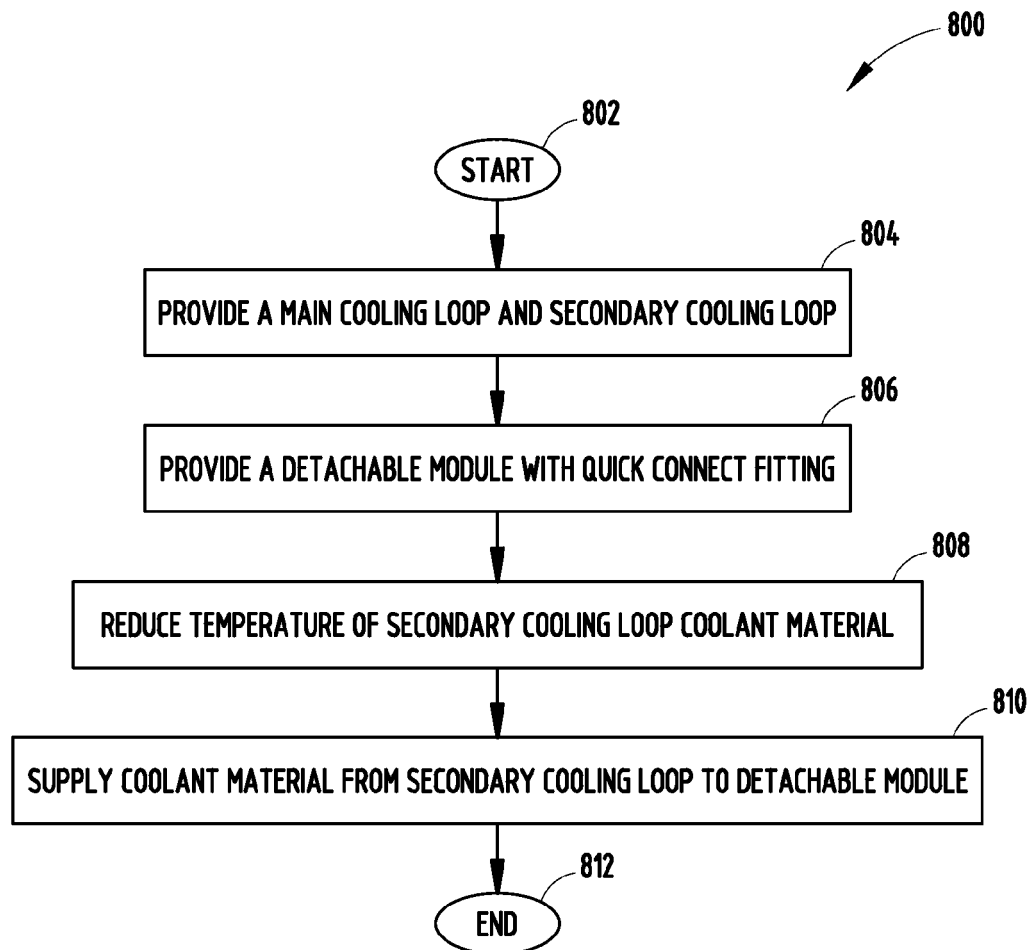 800
802
START
804
PROVIDE A MAIN COOLING LOOP AND SECONDARY COOLING LOOP
806
PROVIDE A DETACHABLE MODULE WITH QUICK CONNECT FITTING
808
REDUCE TEMPERATURE OF SECONDARY COOLING LOOP COOLANT MATERIAL
810
SUPPLY COOLANT MATERIAL FROM SECONDARY COOLING LOOP TO DETACHABLE MODULE
812
END